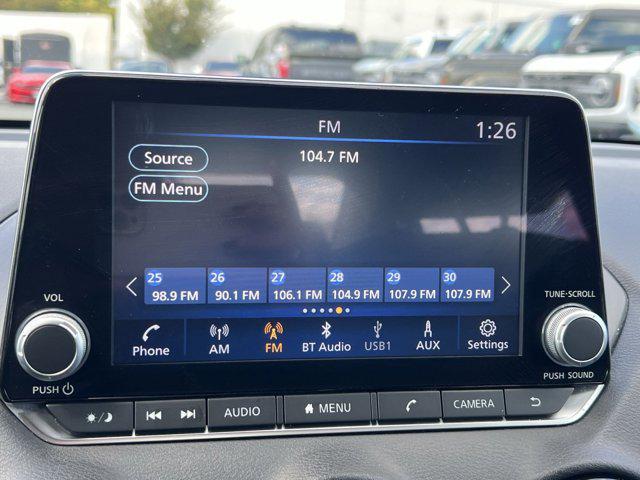 FM
1:26
Source
104.7 FM
FM Menu
25 26 27 28 29 30
98.9 FM 90.1 FM 106.1 FM 104.9 FM 107.9 FM 107.9 FM
VOL
TUNE·SCROLL
Phone AM FM BT Audio USB1 AUX Settings
PUSH
PUSH SOUND
AUDIO MENU CAMERA